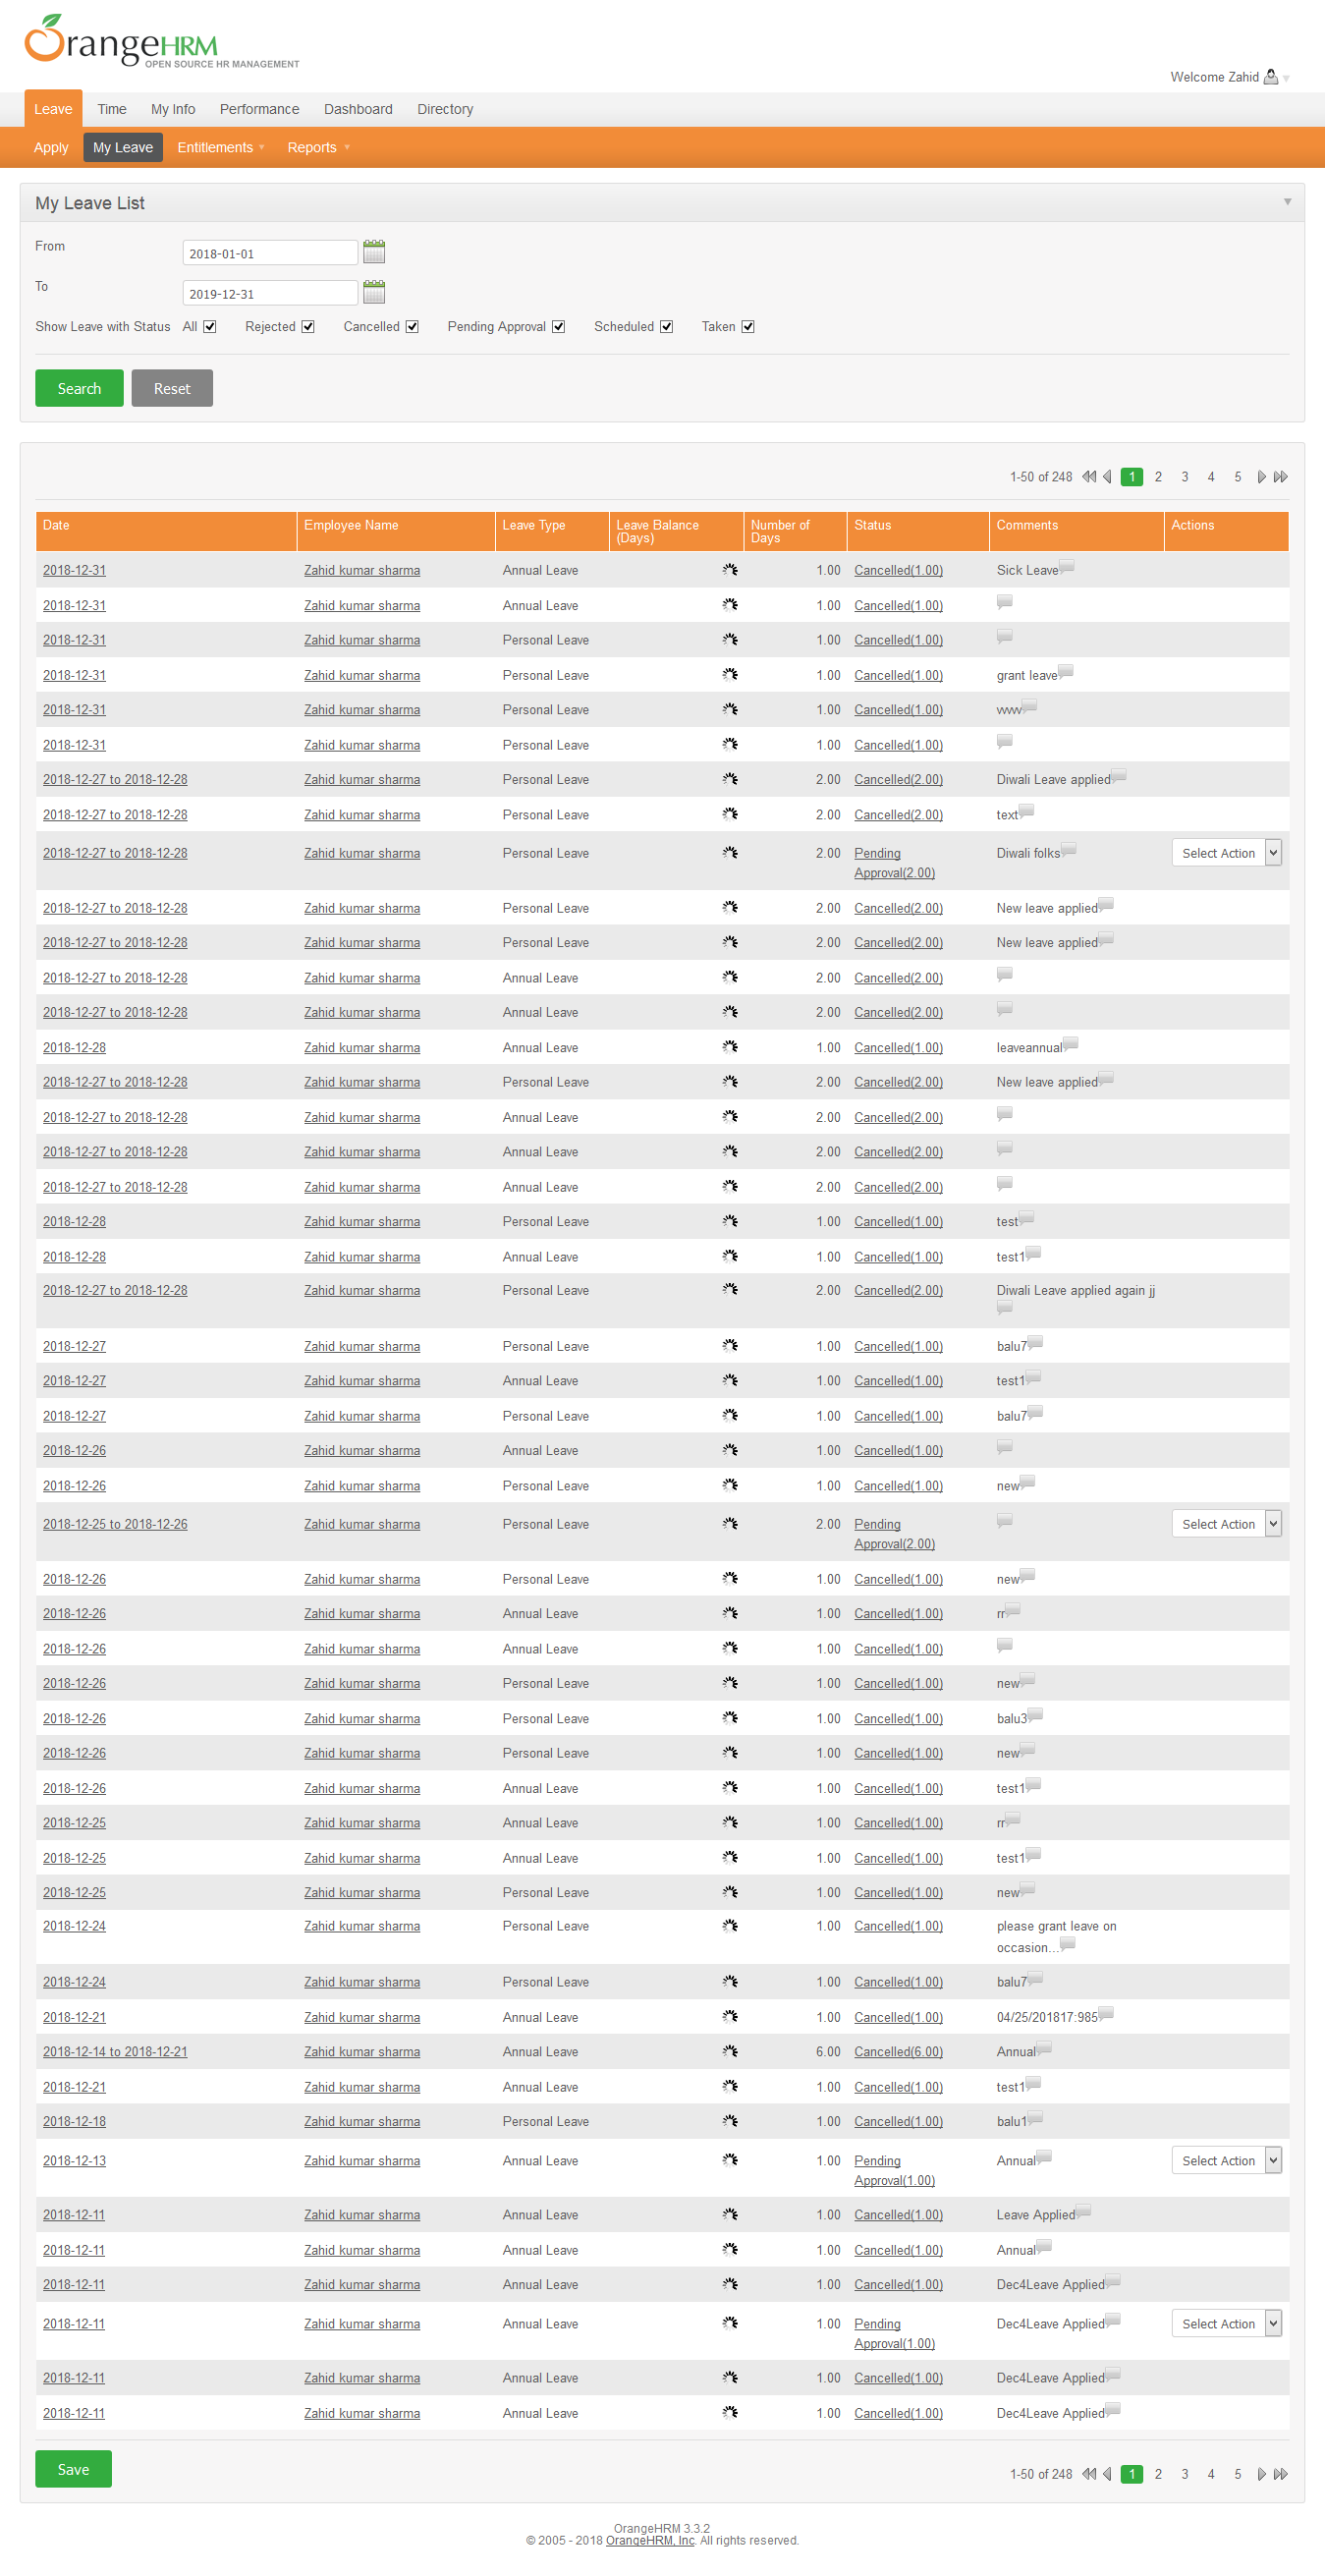 OrangeHRM
OPEN SOURCE HR MANAGEMENT
Welcome Zahid
Leave Time My Info Performance Dashboard Directory
Apply My Leave Entitlements Reports
My Leave List
From 2018-01-01
To 2019-12-31
Show Leave with Status All Rejected Cancelled Pending Approval Scheduled Taken
Search Reset
1-50 of 248 1 2 3 4 5
Date Employee Name Leave Type Leave Balance (Days) Number of Days Status Comments Actions
2018-12-31 Zahid kumar sharma Annual Leave 1.00 Cancelled(1.00) Sick Leave
2018-12-31 Zahid kumar sharma Annual Leave 1.00 Cancelled(1.00)
2018-12-31 Zahid kumar sharma Personal Leave 1.00 Cancelled(1.00)
2018-12-31 Zahid kumar sharma Personal Leave 1.00 Cancelled(1.00) grant leave
2018-12-31 Zahid kumar sharma Personal Leave 1.00 Cancelled(1.00)
2018-12-31 Zahid kumar sharma Personal Leave 1.00 Cancelled(1.00)
2018-12-27 to 2018-12-28 Zahid kumar sharma Personal Leave 2.00 Cancelled(2.00) Diwali Leave applied
2018-12-27 to 2018-12-28 Zahid kumar sharma Personal Leave 2.00 Cancelled(2.00) text
2018-12-27 to 2018-12-28 Zahid kumar sharma Personal Leave 2.00 Pending Approval(2.00) Diwali folks Select Action
2018-12-27 to 2018-12-28 Zahid kumar sharma Personal Leave 2.00 Cancelled(2.00) New leave applied
2018-12-27 to 2018-12-28 Zahid kumar sharma Personal Leave 2.00 Cancelled(2.00) New leave applied
2018-12-27 to 2018-12-28 Zahid kumar sharma Annual Leave 2.00 Cancelled(2.00)
2018-12-27 to 2018-12-28 Zahid kumar sharma Annual Leave 2.00 Cancelled(2.00)
2018-12-28 Zahid kumar sharma Annual Leave 1.00 Cancelled(1.00) leaveannual
2018-12-27 to 2018-12-28 Zahid kumar sharma Personal Leave 2.00 Cancelled(2.00) New leave applied
2018-12-27 to 2018-12-28 Zahid kumar sharma Annual Leave 2.00 Cancelled(2.00)
2018-12-27 to 2018-12-28 Zahid kumar sharma Annual Leave 2.00 Cancelled(2.00)
2018-12-27 to 2018-12-28 Zahid kumar sharma Annual Leave 2.00 Cancelled(2.00)
2018-12-28 Zahid kumar sharma Personal Leave 1.00 Cancelled(1.00) test
2018-12-28 Zahid kumar sharma Annual Leave 1.00 Cancelled(1.00) test1
2018-12-27 to 2018-12-28 Zahid kumar sharma Personal Leave 2.00 Cancelled(2.00) Diwali Leave applied again jj
2018-12-27 Zahid kumar sharma Personal Leave 1.00 Cancelled(1.00) balu7
2018-12-27 Zahid kumar sharma Annual Leave 1.00 Cancelled(1.00) test1
2018-12-27 Zahid kumar sharma Personal Leave 1.00 Cancelled(1.00) balu7
2018-12-26 Zahid kumar sharma Annual Leave 1.00 Cancelled(1.00)
2018-12-26 Zahid kumar sharma Personal Leave 1.00 Cancelled(1.00) new
2018-12-25 to 2018-12-26 Zahid kumar sharma Personal Leave 2.00 Pending Approval(2.00) Select Action
2018-12-26 Zahid kumar sharma Personal Leave 1.00 Cancelled(1.00) new
2018-12-26 Zahid kumar sharma Annual Leave 1.00 Cancelled(1.00) rr
2018-12-26 Zahid kumar sharma Annual Leave 1.00 Cancelled(1.00)
2018-12-26 Zahid kumar sharma Personal Leave 1.00 Cancelled(1.00) new
2018-12-26 Zahid kumar sharma Personal Leave 1.00 Cancelled(1.00) balu3
2018-12-26 Zahid kumar sharma Personal Leave 1.00 Cancelled(1.00) new
2018-12-26 Zahid kumar sharma Annual Leave 1.00 Cancelled(1.00) test1
2018-12-25 Zahid kumar sharma Annual Leave 1.00 Cancelled(1.00) rr
2018-12-25 Zahid kumar sharma Annual Leave 1.00 Cancelled(1.00) test1
2018-12-25 Zahid kumar sharma Personal Leave 1.00 Cancelled(1.00) new
2018-12-24 Zahid kumar sharma Personal Leave 1.00 Cancelled(1.00) please grant leave on occasion...
2018-12-24 Zahid kumar sharma Personal Leave 1.00 Cancelled(1.00) balu7
2018-12-21 Zahid kumar sharma Annual Leave 1.00 Cancelled(1.00) 04/25/201817:985
2018-12-14 to 2018-12-21 Zahid kumar sharma Annual Leave 6.00 Cancelled(6.00) Annual
2018-12-21 Zahid kumar sharma Annual Leave 1.00 Cancelled(1.00) test1
2018-12-18 Zahid kumar sharma Personal Leave 1.00 Cancelled(1.00) balu1
2018-12-13 Zahid kumar sharma Annual Leave 1.00 Pending Approval(1.00) Annual Select Action
2018-12-11 Zahid kumar sharma Annual Leave 1.00 Cancelled(1.00) Leave Applied
2018-12-11 Zahid kumar sharma Annual Leave 1.00 Cancelled(1.00) Annual
2018-12-11 Zahid kumar sharma Annual Leave 1.00 Cancelled(1.00) Dec4Leave Applied
2018-12-11 Zahid kumar sharma Annual Leave 1.00 Pending Approval(1.00) Dec4Leave Applied Select Action
2018-12-11 Zahid kumar sharma Annual Leave 1.00 Cancelled(1.00) Dec4Leave Applied
2018-12-11 Zahid kumar sharma Annual Leave 1.00 Cancelled(1.00) Dec4Leave Applied
Save 1-50 of 248 1 2 3 4 5
OrangeHRM 3.3.2
© 2005 - 2018 OrangeHRM, Inc. All rights reserved.